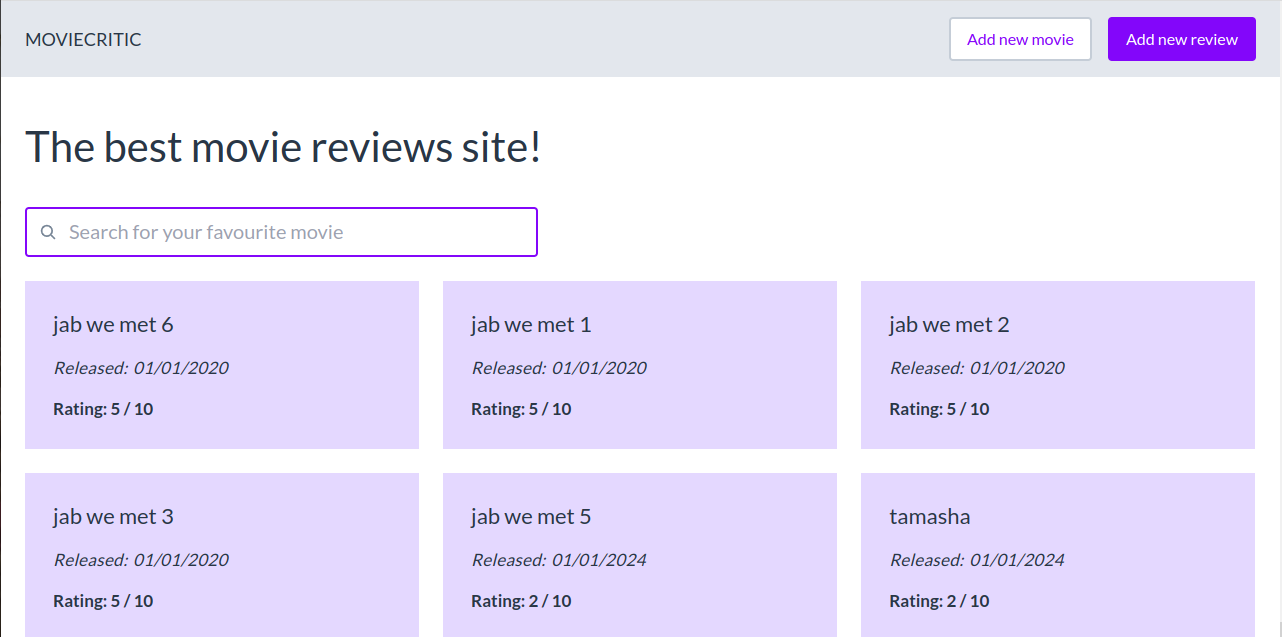 MOVIECRITIC
Add new movie
Add new review
The best movie reviews site!
Search for your favourite movie
jab we met 6
Released: 01/01/2020
Rating: 5 / 10
jab we met 1
Released: 01/01/2020
Rating: 5 / 10
jab we met 2
Released: 01/01/2020
Rating: 5 / 10
jab we met 3
Released: 01/01/2020
Rating: 5 / 10
jab we met 5
Released: 01/01/2024
Rating: 2 / 10
tamasha
Released: 01/01/2024
Rating: 2 / 10